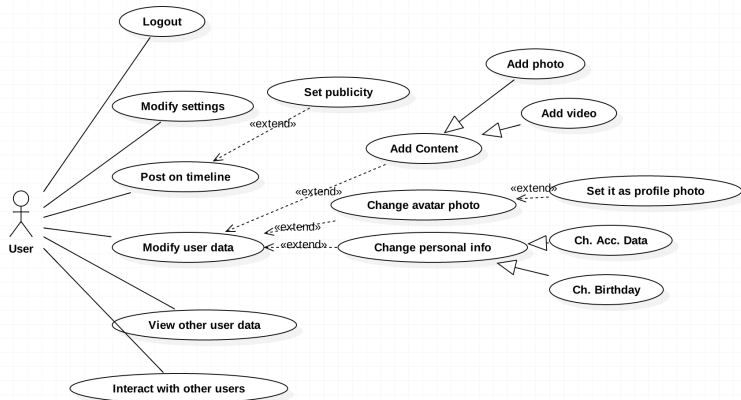 Logout
Add photo
Set publicity
Modify settings
Add video
«extend»
Add Content
Post on timeline
«extend»
«extend»
Set it as profile photo
Change avatar photo
«extend»
User
Modify user data
«extend»
Change personal info
Ch. Acc. Data
Ch. Birthday
View other user data
Interact with other users